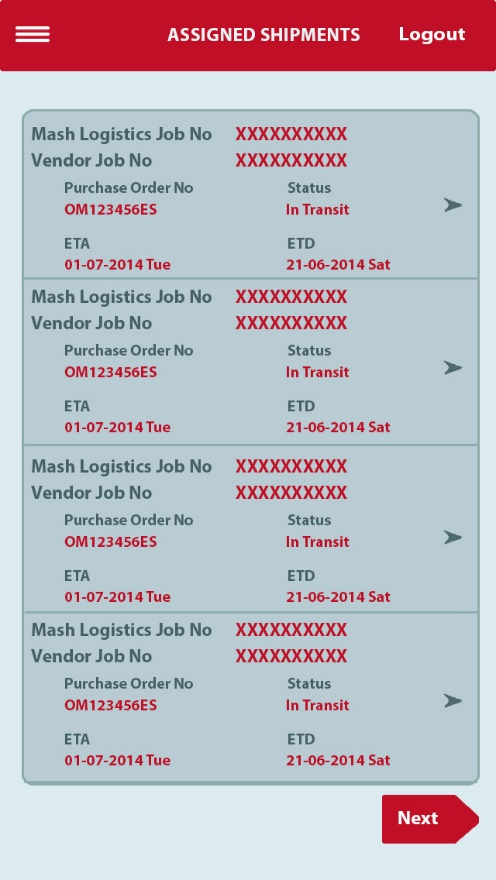 ASSIGNED SHIPMENTS Logout
Mash Logistics Job No XXXXXXXXXX
Vendor Job No XXXXXXXXXX
Purchase Order No Status
OM123456ES In Transit
ETA ETD
01-07-2014 Tue 21-06-2014 Sat
Mash Logistics Job No XXXXXXXXXX
Vendor Job No XXXXXXXXXX
Purchase Order No Status
OM123456ES In Transit
ETA ETD
01-07-2014 Tue 21-06-2014 Sat
Mash Logistics Job No XXXXXXXXXX
Vendor Job No XXXXXXXXXX
Purchase Order No Status
OM123456ES In Transit
ETA ETD
01-07-2014 Tue 21-06-2014 Sat
Mash Logistics Job No XXXXXXXXXX
Vendor Job No XXXXXXXXXX
Purchase Order No Status
OM123456ES In Transit
ETA ETD
01-07-2014 Tue 21-06-2014 Sat
Next